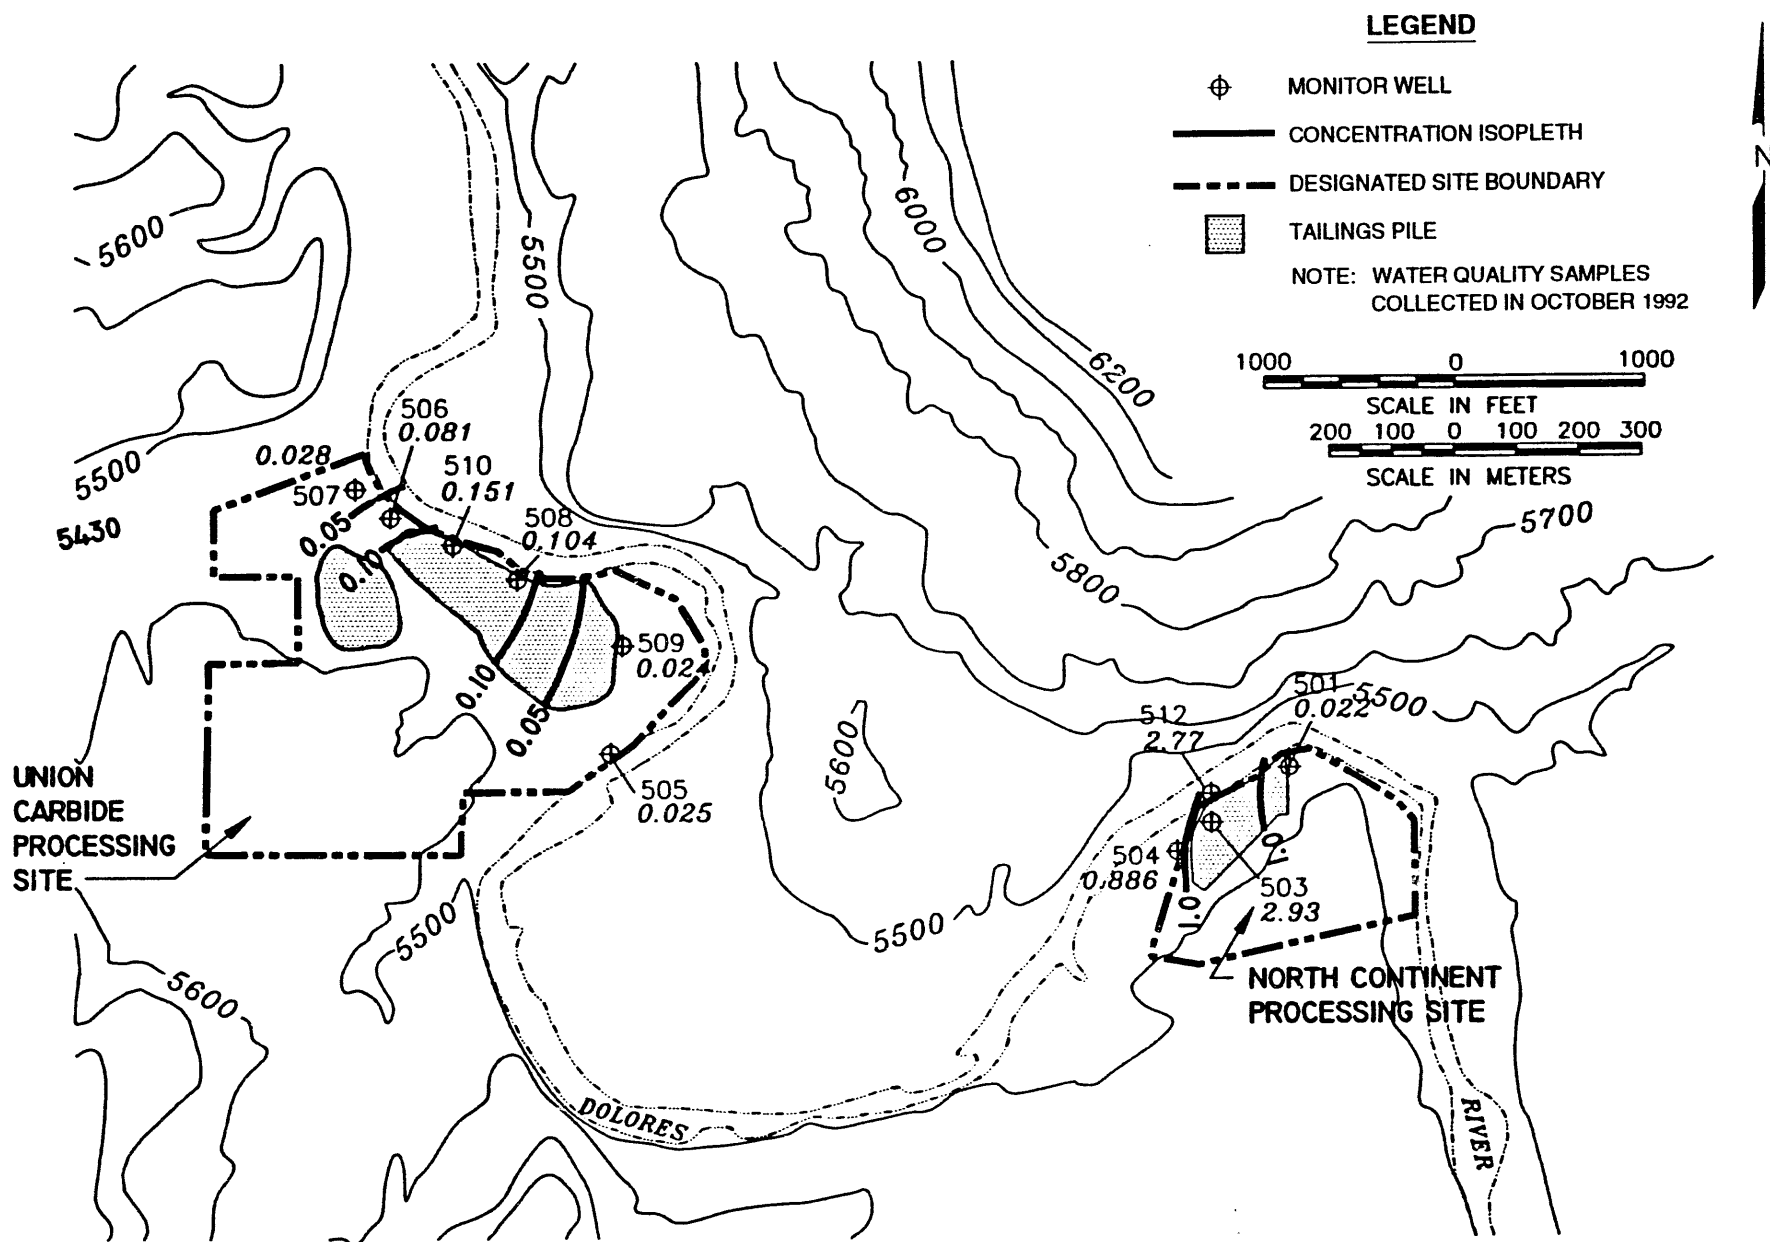 LEGEND
MONITOR WELL
CONCENTRATION ISOPLETH
DESIGNATED SITE BOUNDARY
TAILINGS PILE
NOTE: WATER QUALITY SAMPLES
COLLECTED IN OCTOBER 1992
N
1000 0 1000
SCALE IN FEET
200 100 0 100 200 300
SCALE IN METERS
5600
5500
6000
6200
5500
5430
5700
5800
506
0.081
0.028
507
510
0.151
508
0.104
0.05
0.10
509
0.10
0.05
505
0.025
5600
501
0.022
5500
512
2.77
504
0.886
0.1
503
2.93
0.1
UNION
CARBIDE
PROCESSING
SITE
5500
5500
5600
NORTH CONTINENT
PROCESSING SITE
DOLORES
RIVER